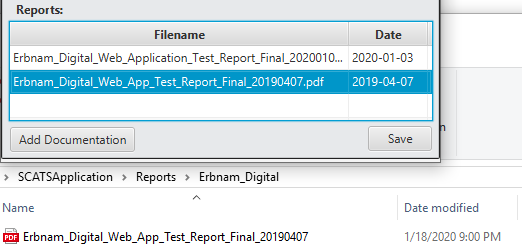 Reports:
Filename Date
Erbnam_Digital_Web_Application_Test_Report_Final_2020010... 2020-01-03
Erbnam_Digital_Web_App_Test_Report_Final_20190407.pdf 2019-04-07
Add Documentation Save
SCATSApplication > Reports > Erbnam_Digital
Name Date modified
PDF Erbnam_Digital_Web_App_Test_Report_Final_20190407 1/18/2020 9:00 PM